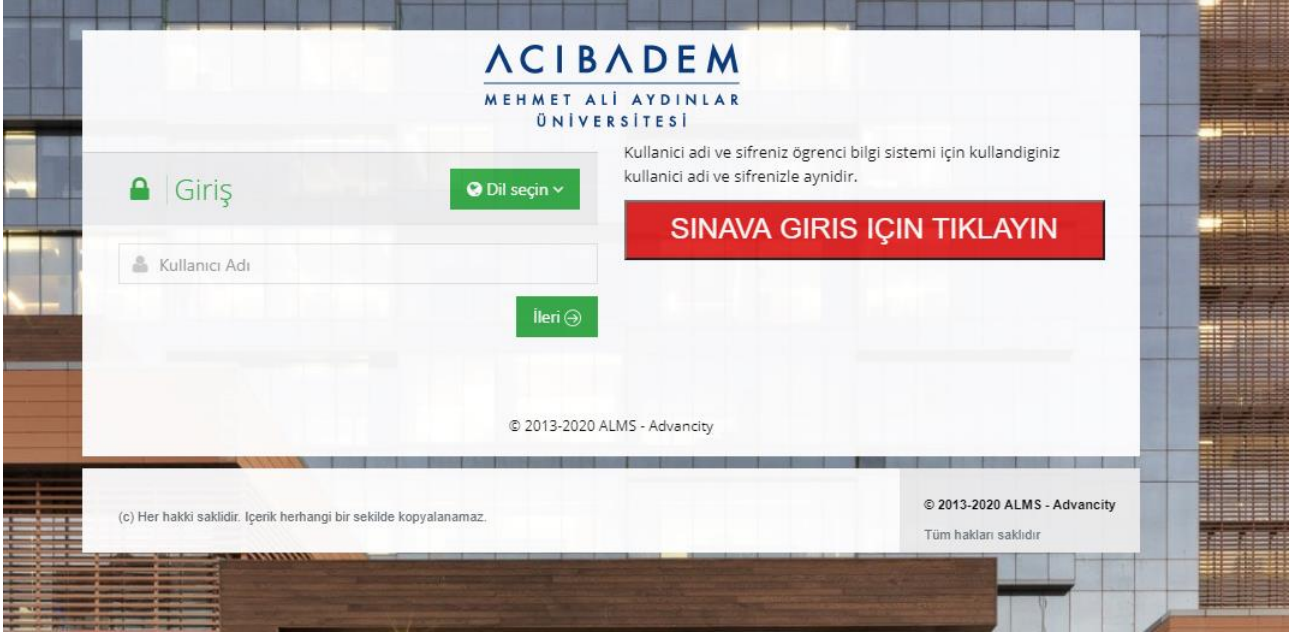 ACIBADEM
MEHMET ALİ AYDINLAR
ÜNİVERSİTESİ
Giriş
Dil seçin
Kullanıcı Adı
İleri
Kullanici adi ve sifreniz ögrenci bilgi sistemi için kullandiginiz
kullanici adi ve sifrenizle aynidir.
SINAVA GIRIS IÇIN TIKLAYIN
© 2013-2020 ALMS - Advancity
(c) Her hakki saklidir. Içerik herhangi bir sekilde kopyalanamaz.
© 2013-2020 ALMS - Advancity
Tüm hakları saklıdır